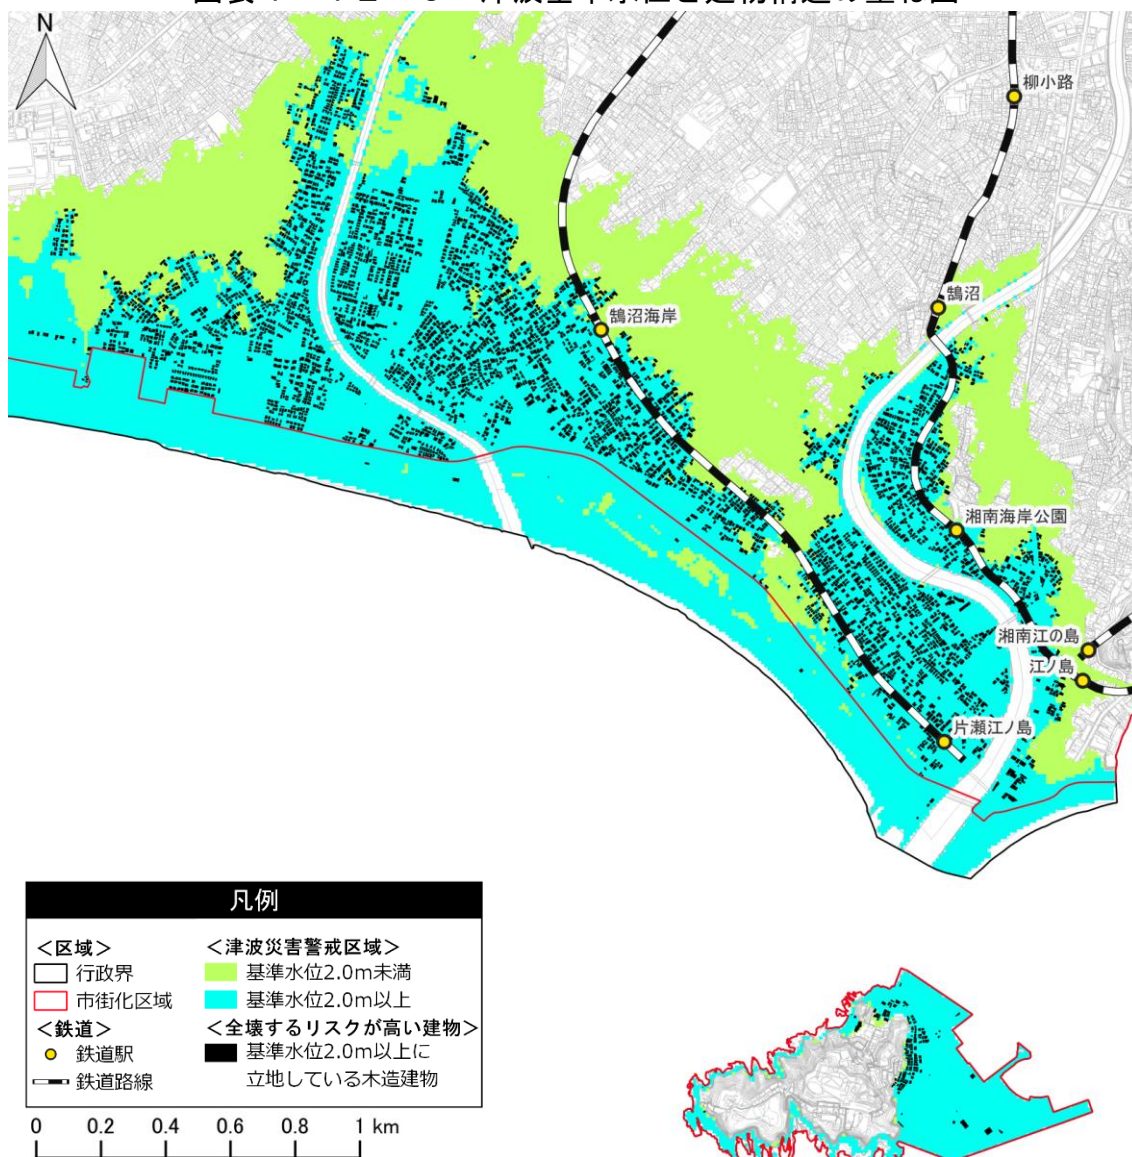 N
柳小路
鵠沼
鵠沼海岸
湘南海岸公園
湘南江の島
江ノ島
片瀬江ノ島
凡例
＜区域＞
行政界
市街化区域
＜鉄道＞
鉄道駅
鉄道路線
＜津波災害警戒区域＞
基準水位2.0m未満
基準水位2.0m以上
＜全壊するリスクが高い建物＞
基準水位2.0m以上に
立地している木造建物
0 0.2 0.4 0.6 0.8 1 km